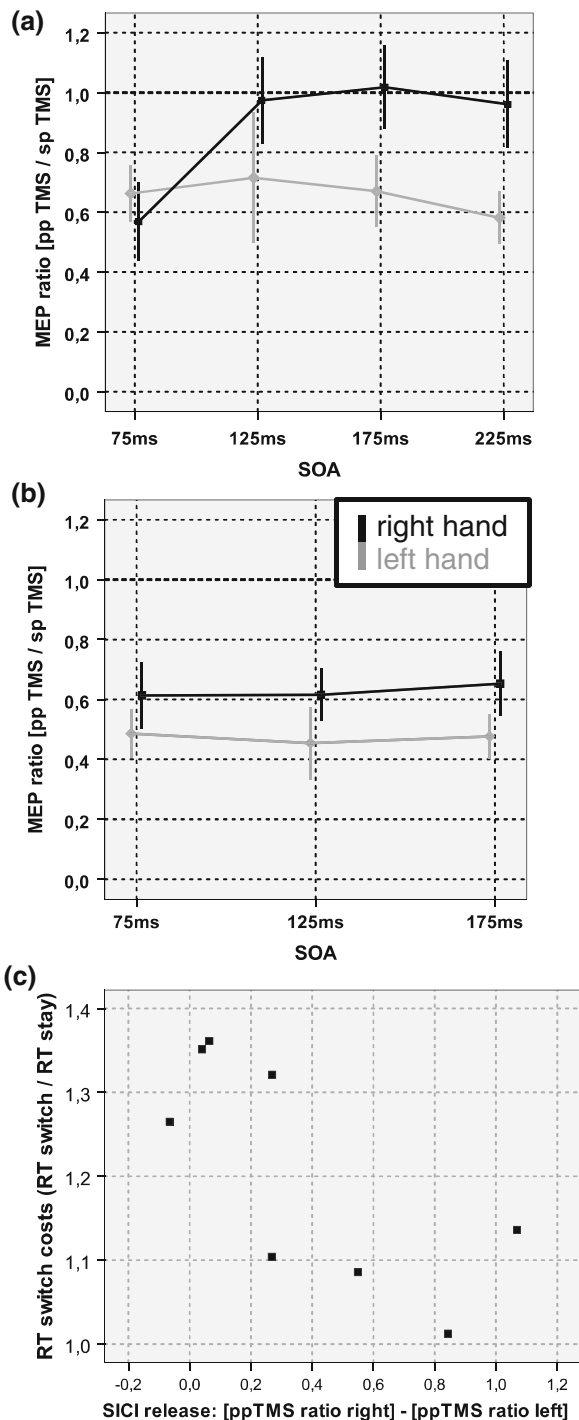 (a)
MEP ratio [pp TMS / sp TMS]
1,2
1,0
0,8
0,6
0,4
0,2
0,0
75ms 125ms 175ms 225ms
SOA
(b)
right hand
left hand
MEP ratio [pp TMS / sp TMS]
1,2
1,0
0,8
0,6
0,4
0,2
0,0
75ms 125ms 175ms
SOA
(c)
RT switch costs (RT switch / RT stay)
1,4
1,3
1,2
1,1
1,0
-0,2 0,0 0,2 0,4 0,6 0,8 1,0 1,2
SICI release: [ppTMS ratio right] - [ppTMS ratio left]